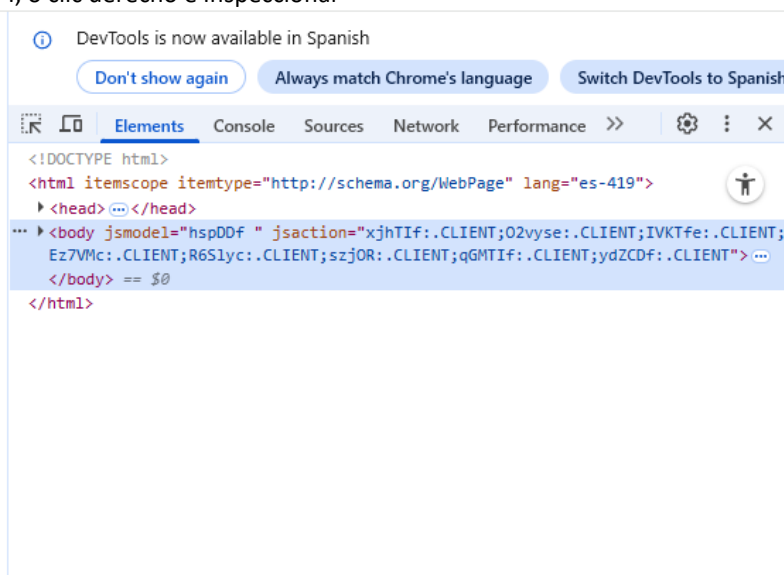 o clic derecho e inspeccionar
DevTools is now available in Spanish
Don't show again Always match Chrome's language Switch DevTools to Spanish
Elements Console Sources Network Performance
<!DOCTYPE html>
<html itemscope itemtype="http://schema.org/WebPage" lang="es-419">
<head>…</head>
<body jsmodel="hspDDf " jsaction="xjhTIf:.CLIENT;O2vyse:.CLIENT;IVKTfe:.CLIENT;
Ez7VMc:.CLIENT;R6Slyc:.CLIENT;szjOR:.CLIENT;qGMTIf:.CLIENT;ydZCDf:.CLIENT">…
</body> == $0
</html>